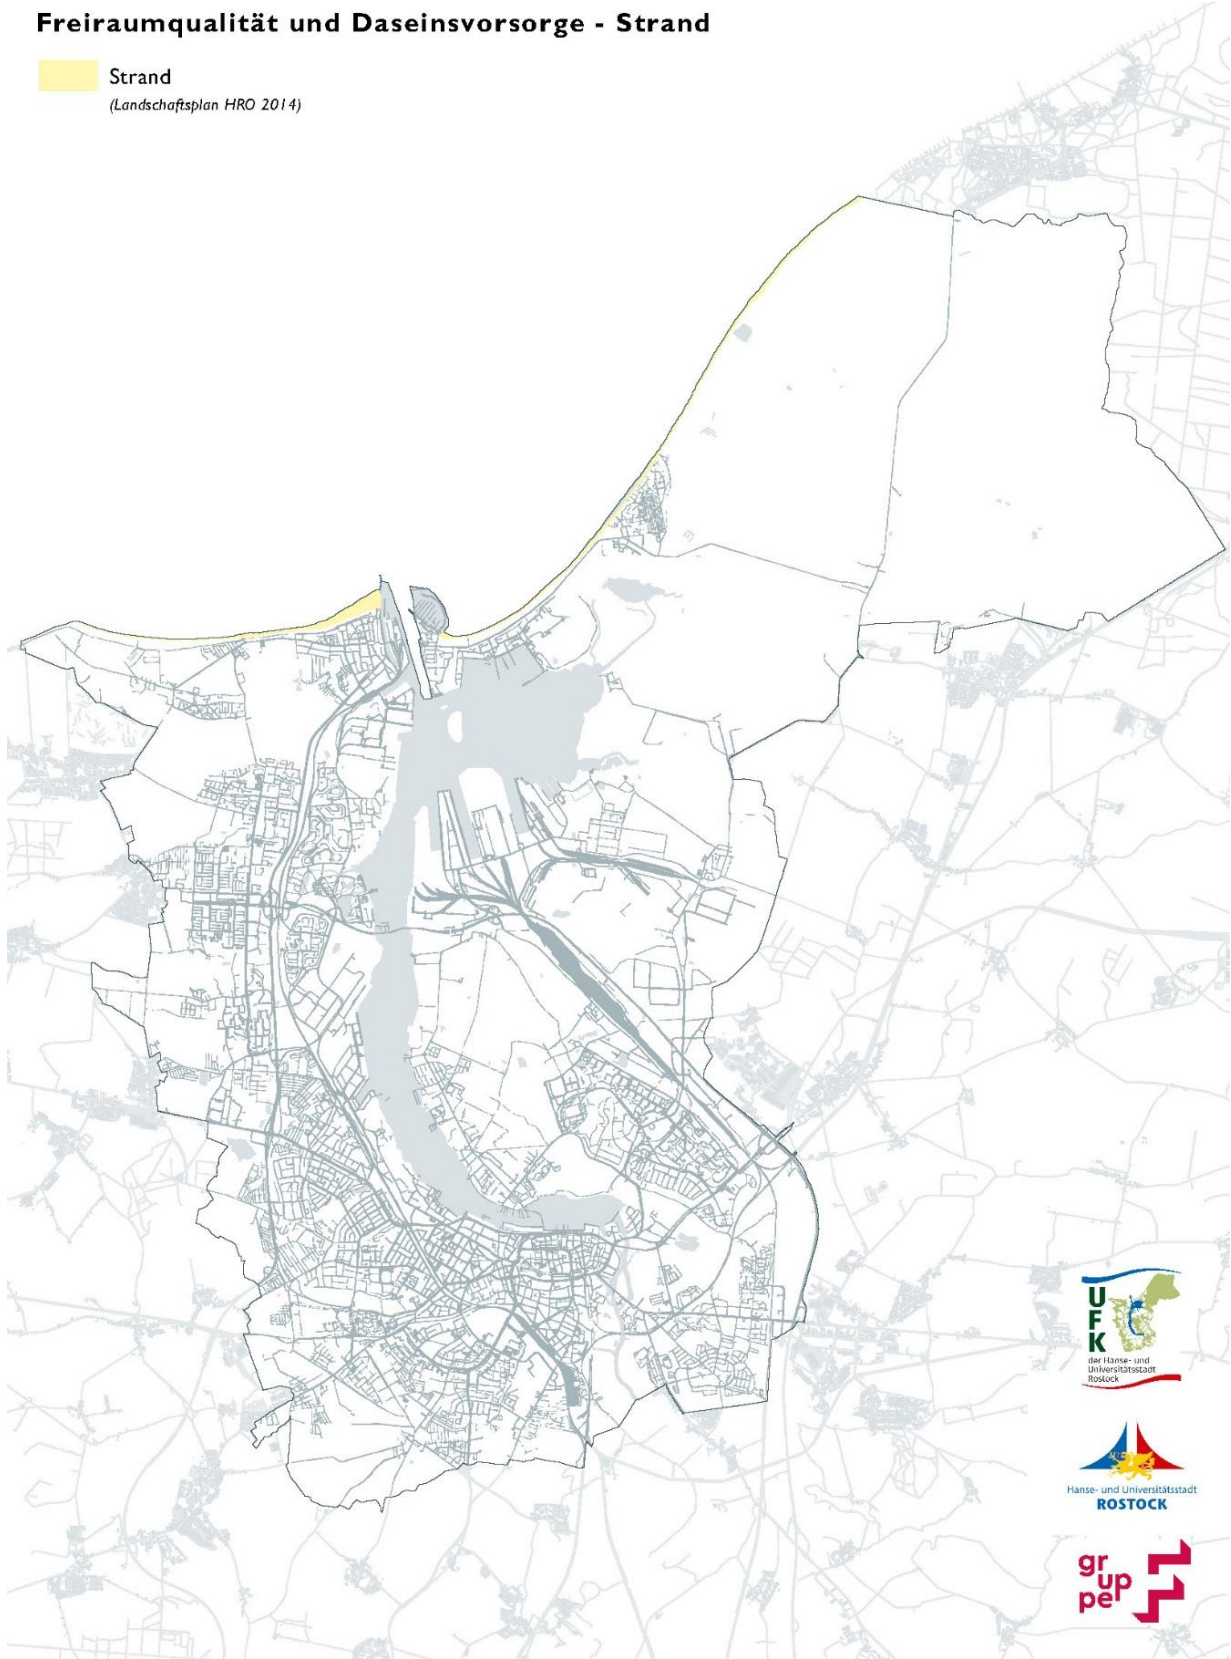 Freiraumqualität und Daseinsvorsorge - Strand
Strand
(Landschaftsplan HRO 2014)
U
F
K
der Hanse- und
Universitätsstadt
Rostock
Hanse- und Universitätsstadt
ROSTOCK
gr
up
pe
F